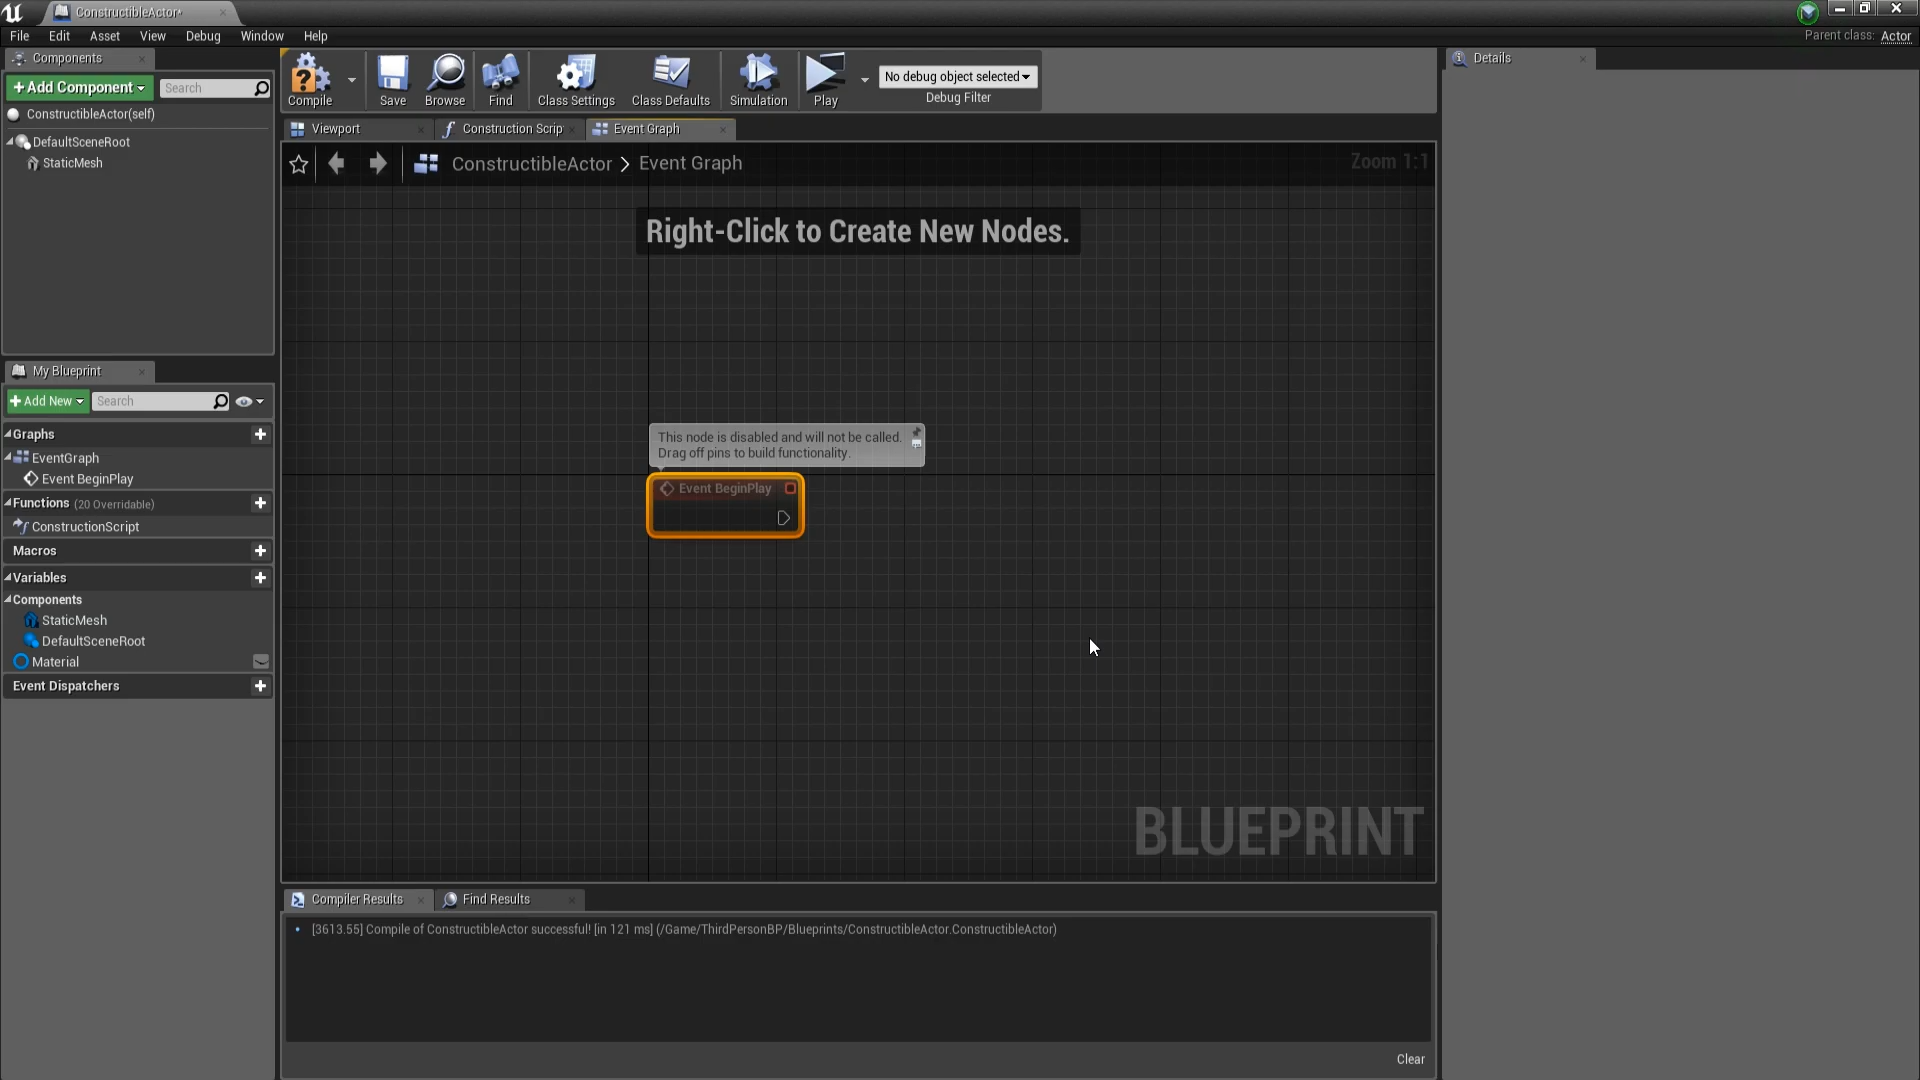 ConstructibleActor*
File Edit Asset View Debug Window Help
Parent class: Actor
Components
+Add Component
Search
ConstructibleActor(self)
DefaultSceneRoot
StaticMesh
Compile
Save
Browse
Find
Class Settings
Class Defaults
Simulation
Play
No debug object selected
Debug Filter
Details
Viewport
Construction Scrip
Event Graph
ConstructibleActor > Event Graph
Zoom 1:1
Right-Click to Create New Nodes.
My Blueprint
+Add New
Search
Graphs
EventGraph
Event BeginPlay
Functions (20 Overridable)
ConstructionScript
Macros
Variables
Components
StaticMesh
DefaultSceneRoot
Material
Event Dispatchers
This node is disabled and will not be called.
Drag off pins to build functionality.
Event BeginPlay
BLUEPRINT
Compiler Results
Find Results
[3613.55] Compile of ConstructibleActor successful! [in 121 ms] (/Game/ThirdPersonBP/Blueprints/ConstructibleActor.ConstructibleActor)
Clear